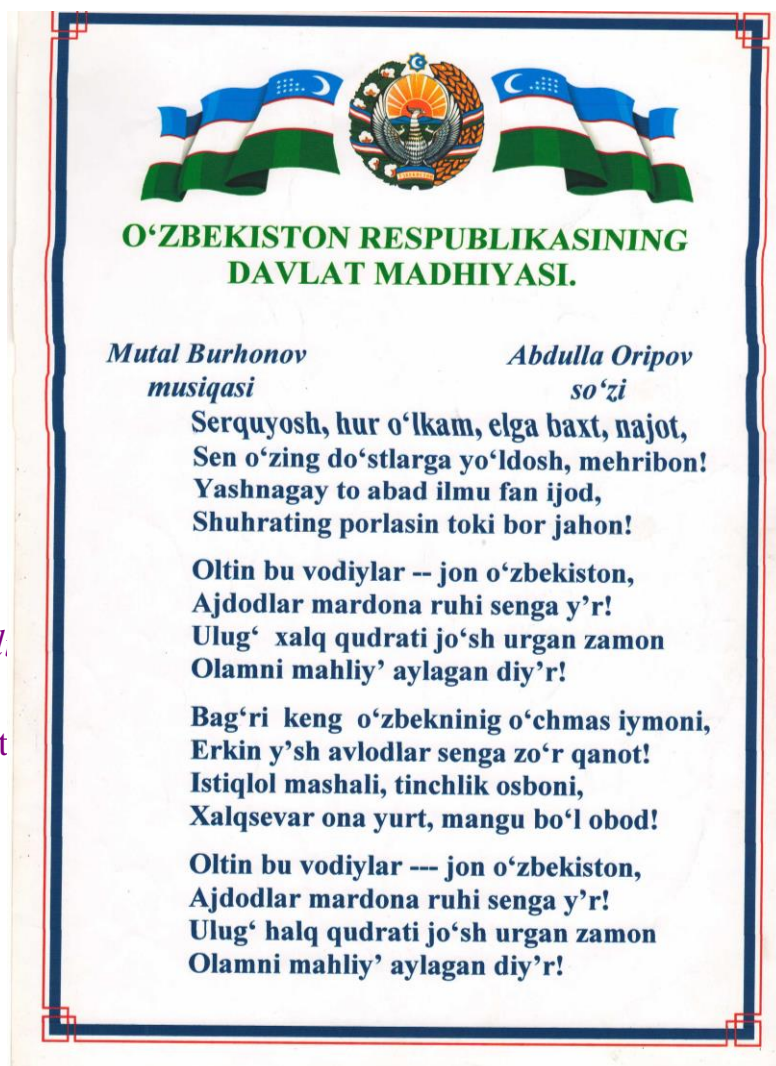 O‘ZBEKISTON RESPUBLIKASINING
DAVLAT MADHIYASI.
Mutal Burhonov Abdulla Oripov
musiqasi so‘zi
Serquyosh, hur o‘lkam, elga baxt, najot,
Sen o‘zing do‘stlarga yo‘ldosh, mehribon!
Yashnagay to abad ilmu fan ijod,
Shuhrating porlasin toki bor jahon!
Oltin bu vodiylar -- jon o‘zbekiston,
Ajdodlar mardona ruhi senga y’r!
Ulug‘ xalq qudrati jo‘sh urgan zamon
Olamni mahliy’ aylagan diy’r!
Bag‘ri keng o‘zbekninig o‘chmas iymoni,
Erkin y’sh avlodlar senga zo‘r qanot!
Istiqlol mashali, tinchlik osboni,
Xalqsevar ona yurt, mangu bo‘l obod!
Oltin bu vodiylar --- jon o‘zbekiston,
Ajdodlar mardona ruhi senga y’r!
Ulug‘ halq qudrati jo‘sh urgan zamon
Olamni mahliy’ aylagan diy’r!